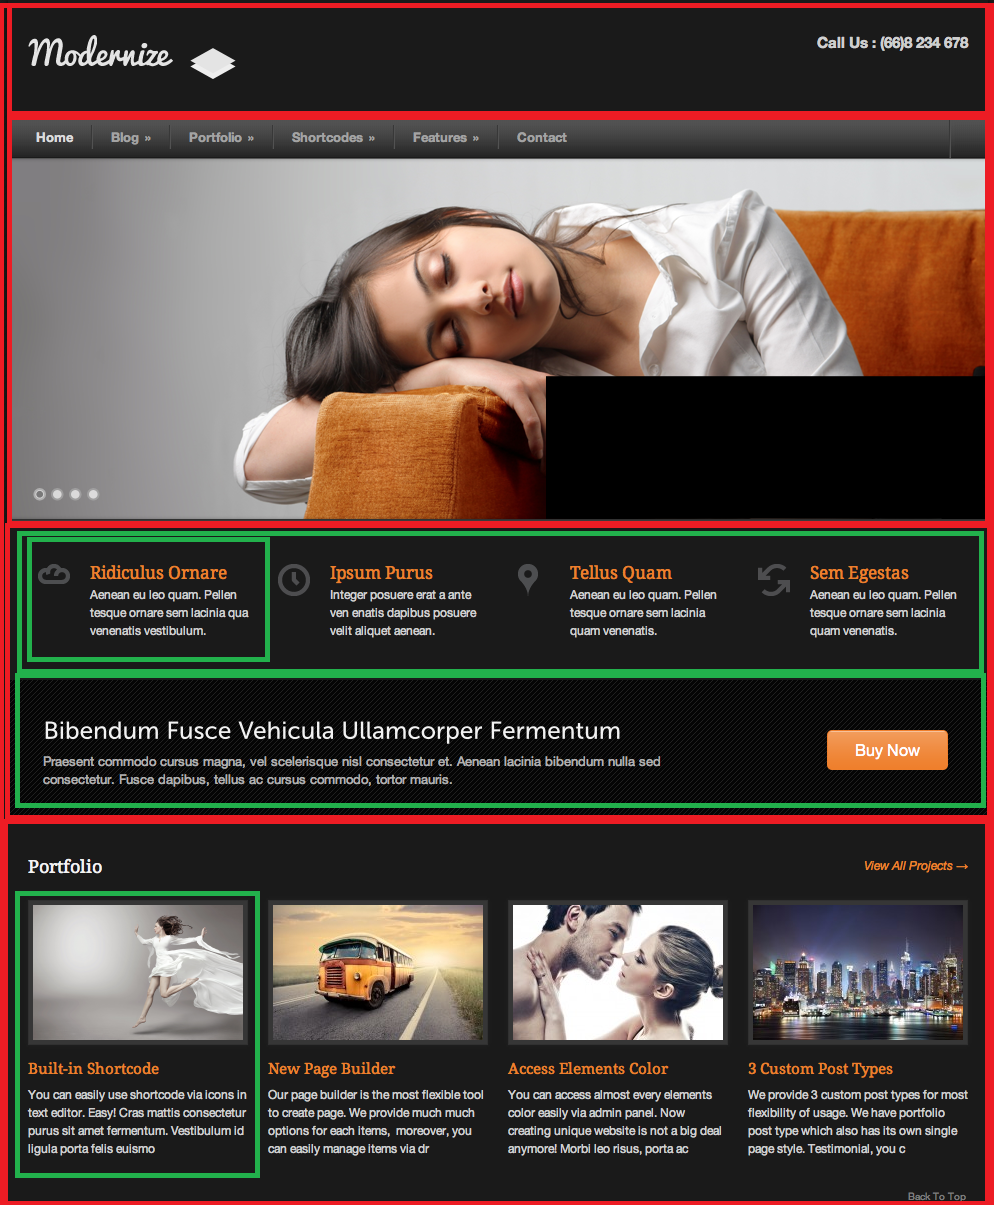 Modernize
Call Us : (66)8 234 678
Home Blog » Portfolio » Shortcodes » Features » Contact
Ridiculus Ornare
Aenean eu leo quam. Pellen
tesque ornare sem lacinia qua
venenatis vestibulum.
Ipsum Purus
Integer posuere erat a ante
ven enatis dapibus posuere
velit aliquet aenean.
Tellus Quam
Aenean eu leo quam. Pellen
tesque ornare sem lacinia
quam venenatis.
Sem Egestas
Aenean eu leo quam. Pellen
tesque ornare sem lacinia
quam venenatis.
Bibendum Fusce Vehicula Ullamcorper Fermentum
Praesent commodo cursus magna, vel scelerisque nisl consectetur et. Aenean lacinia bibendum nulla sed
consectetur. Fusce dapibus, tellus ac cursus commodo, tortor mauris.
Buy Now
Portfolio
View All Projects →
Built-in Shortcode
You can easily use shortcode via icons in
text editor. Easy! Cras mattis consectetur
purus sit amet fermentum. Vestibulum id
ligula porta felis euismo
New Page Builder
Our page builder is the most flexible tool
to create page. We provide much much
options for each items, moreover, you
can easily manage items via dr
Access Elements Color
You can access almost every elements
color easily via admin panel. Now
creating unique website is not a big deal
anymore! Morbi leo risus, porta ac
3 Custom Post Types
We provide 3 custom post types for most
flexibility of usage. We have portfolio
post type which also has its own single
page style. Testimonial, you c
Back To Top